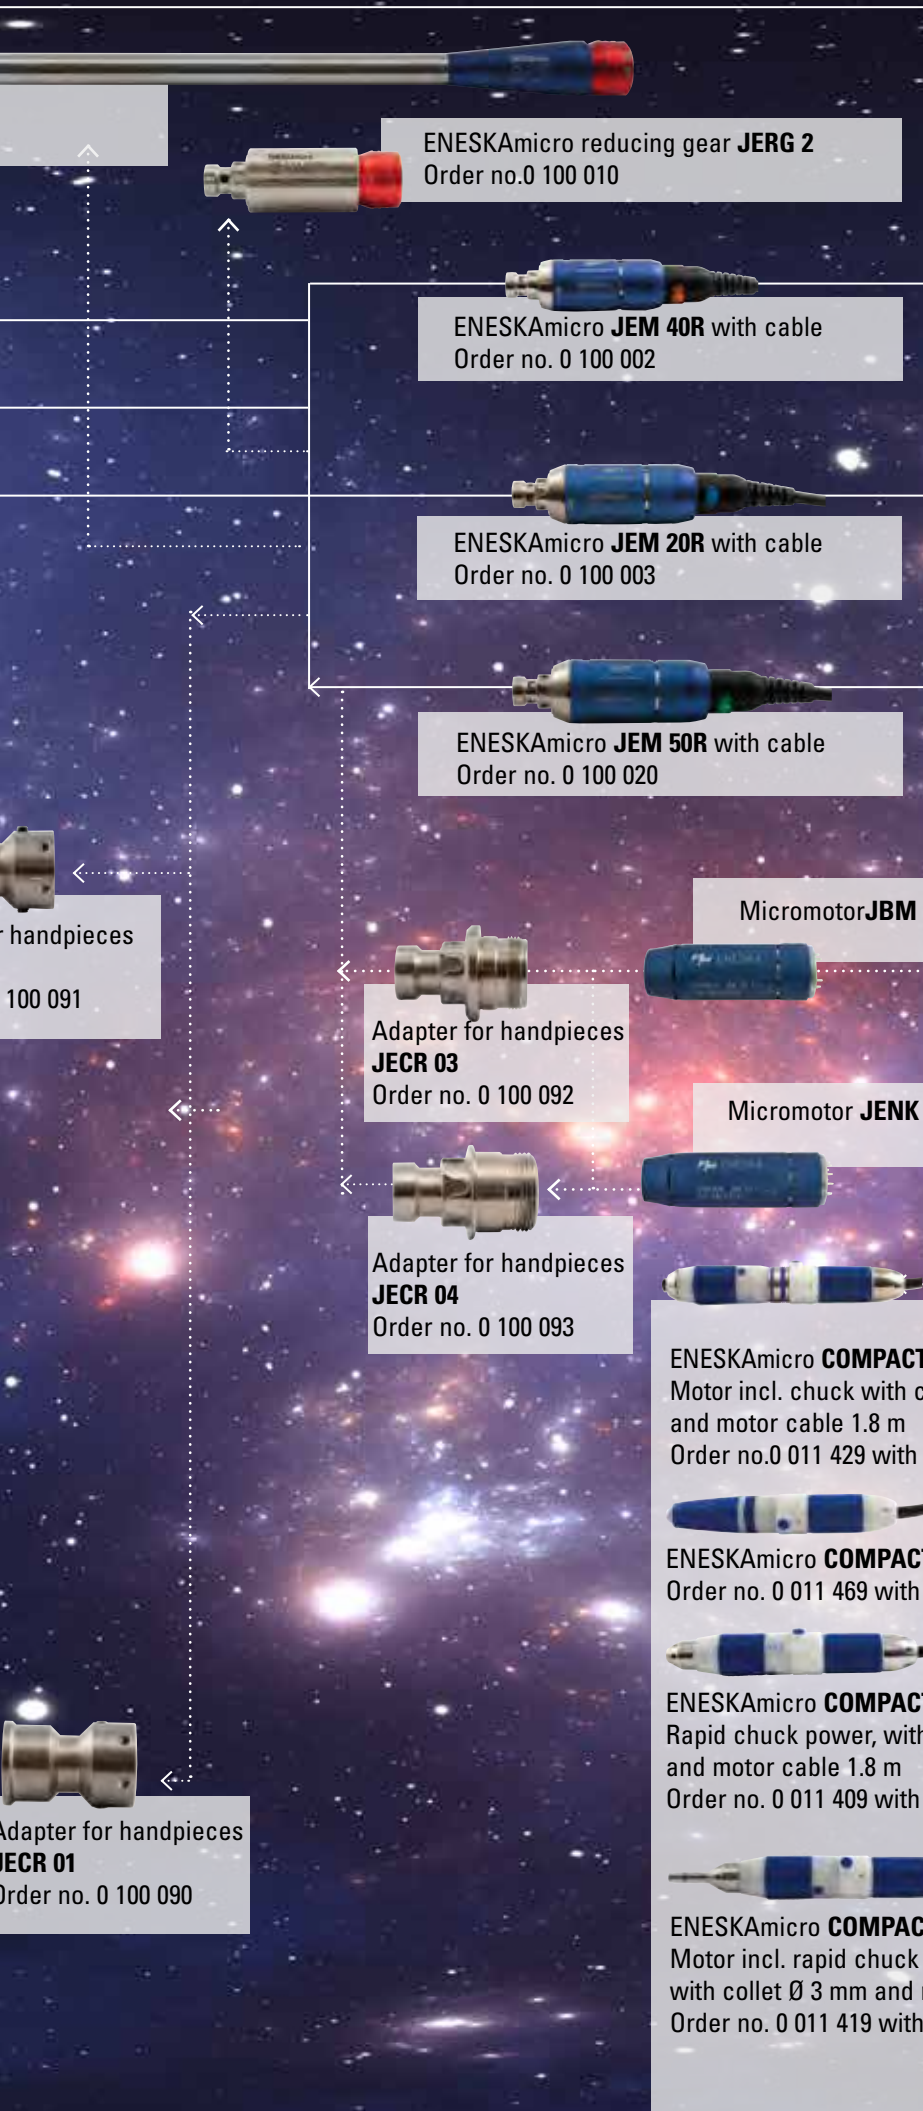 ENESKAmicro reducing gear JERG 2
Order no.0 100 010
ENESKAmicro JEM 40R with cable
Order no. 0 100 002
ENESKAmicro JEM 20R with cable
Order no. 0 100 003
ENESKAmicro JEM 50R with cable
Order no. 0 100 020
handpieces
100 091
MicromotorJBM
Adapter for handpieces
JECR 03
Order no. 0 100 092
Micromotor JENK
Adapter for handpieces
JECR 04
Order no. 0 100 093
ENESKAmicro COMPACT
Motor incl. chuck with c
and motor cable 1.8 m
Order no.0 011 429 with
ENESKAmicro COMPACT
Order no. 0 011 469 with
ENESKAmicro COMPACT
Rapid chuck power, with
and motor cable 1.8 m
Order no. 0 011 409 with
Adapter for handpieces
JECR 01
Order no. 0 100 090
ENESKAmicro COMPAC
Motor incl. rapid chuck
with collet Ø 3 mm and
Order no. 0 011 419 with